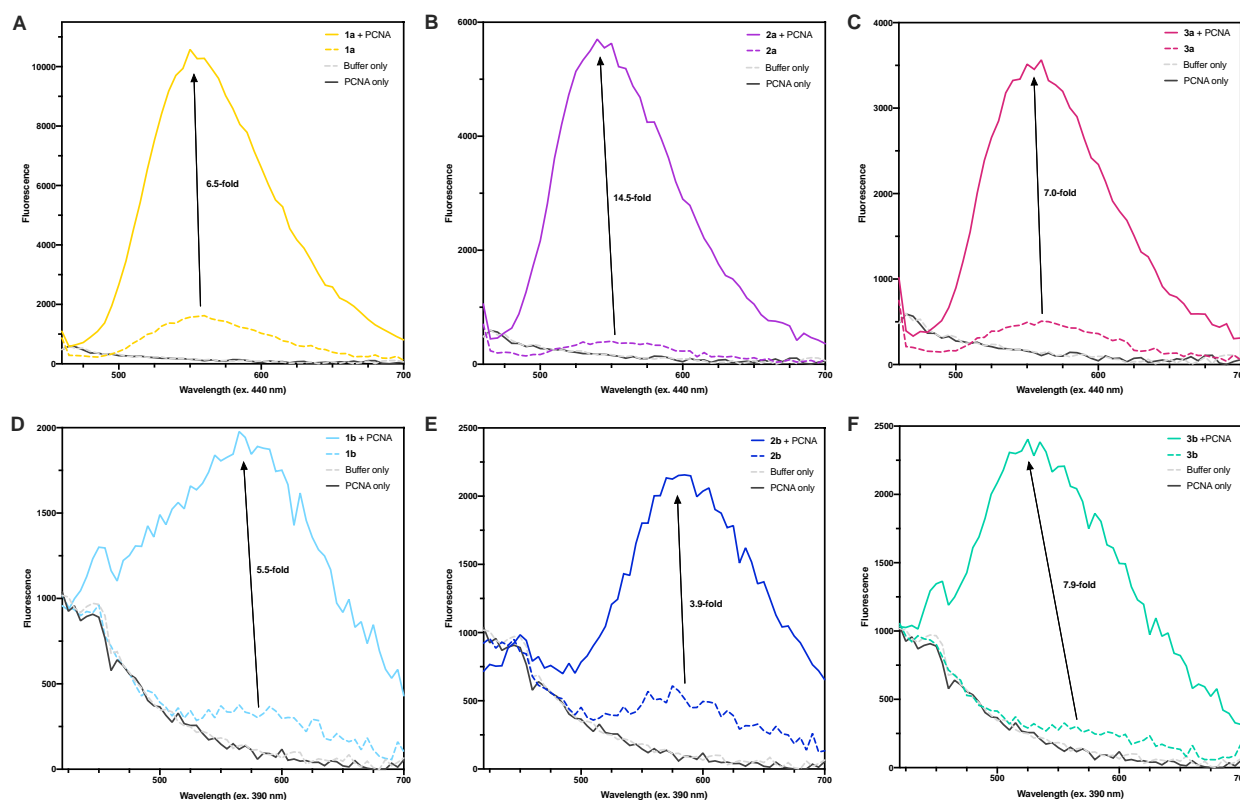 A
1a + PCNA
1a
Buffer only
PCNA only
10000
8000
6000
4000
2000
0
Fluorescence
6.5-fold
500
600
700
Wavelength (ex. 440 nm)
B
2a + PCNA
2a
Buffer only
PCNA only
6000
4000
2000
0
Fluorescence
14.5-fold
500
600
700
Wavelength (ex. 440 nm)
C
3a + PCNA
3a
Buffer only
PCNA only
4000
3000
2000
1000
0
Fluorescence
7.0-fold
500
600
Wavelength (ex. 440 nm)
D
1b + PCNA
1b
Buffer only
PCNA only
2000
1500
1000
500
0
Fluorescence
5.5-fold
500
600
700
Wavelength (ex. 390 nm)
E
2b + PCNA
2b
Buffer only
PCNA only
2500
2000
1500
1000
500
0
Fluorescence
3.9-fold
500
600
700
Wavelength (ex. 390 nm)
F
3b +PCNA
3b
Buffer only
PCNA only
2500
2000
1500
1000
500
0
Fluorescence
7.9-fold
500
600
Wavelength (ex. 390 nm)